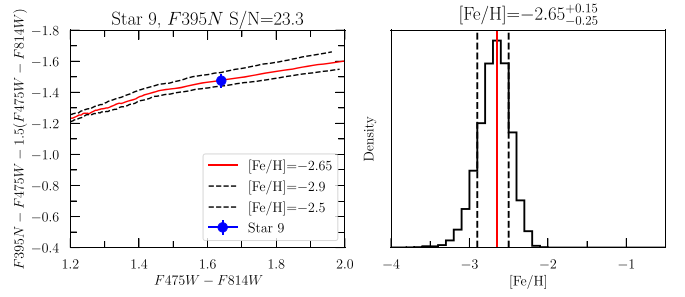 Star 9, F395N S/N=23.3
F395N − F475W − 1.5(F475W − F814W)
−1.8
−1.6
−1.4
−1.2
−1.0
−0.8
−0.6
−0.4
[Fe/H]=−2.65
[Fe/H]=−2.9
[Fe/H]=−2.5
Star 9
1.2 1.4 1.6 1.8 2.0
F475W − F814W
[Fe/H]=−2.65+0.15−0.25
Density
−4 −3 −2 −1
[Fe/H]